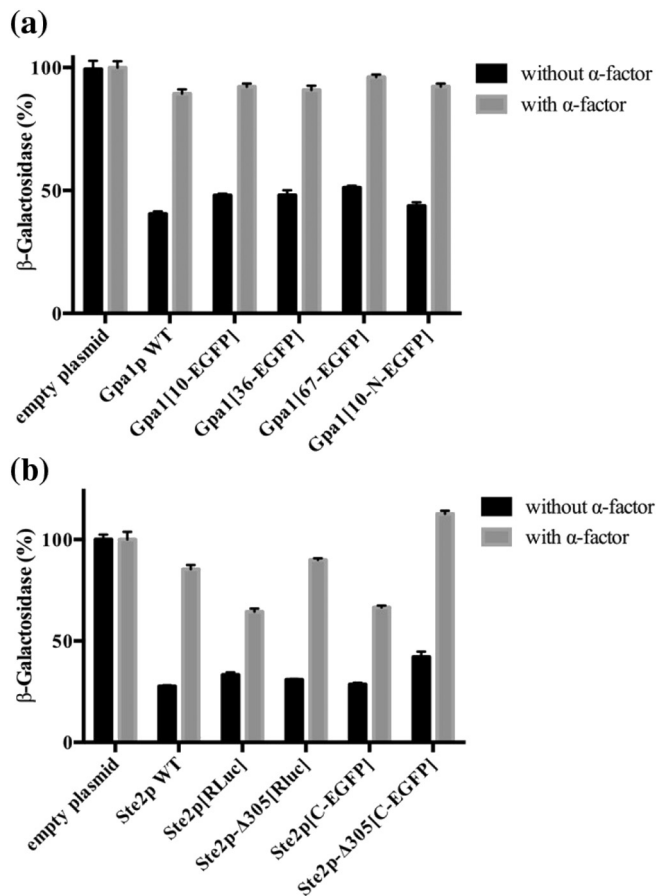 (a)
100
50
0
β-Galactosidase (%)
without α-factor
with α-factor
empty plasmid
Gpa1p WT
Gpa1[10-EGFP]
Gpa1[36-EGFP]
Gpa1[67-EGFP]
Gpa1[10-N-EGFP]
(b)
100
50
0
β-Galactosidase (%)
without α-factor
with α-factor
empty plasmid
Ste2p WT
Ste2p[RLuc]
Ste2p-Δ305[Rluc]
Ste2p[C-EGFP]
Ste2p-Δ305[C-EGFP]